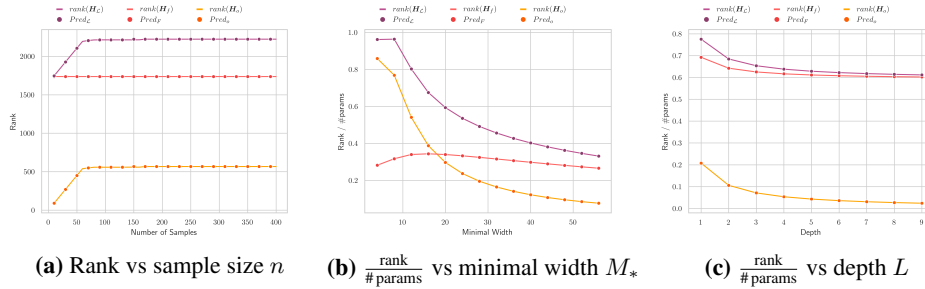 rank(H_L) rank(H_f) rank(H_o)
Pred_L Pred_F Pred_o
rank(H_L) rank(H_f) rank(H_o)
Pred_L Pred_F Pred_o
rank(H_L) rank(H_f) rank(H_o)
Pred_L Pred_F Pred_o
Rank
2000
1500
1000
500
0
0 50 100 150 200 250 300 350 400
Number of Samples
Rank / #params
1.0
0.8
0.6
0.4
0.2
10 20 30 40 50
Minimal Width
Rank / #params
0.8
0.7
0.6
0.5
0.4
0.3
0.2
0.1
0.0
1 2 3 4 5 6 7 8 9
Depth
(a) Rank vs sample size n
(b) rank / # params vs minimal width M_*
(c) rank / # params vs depth L